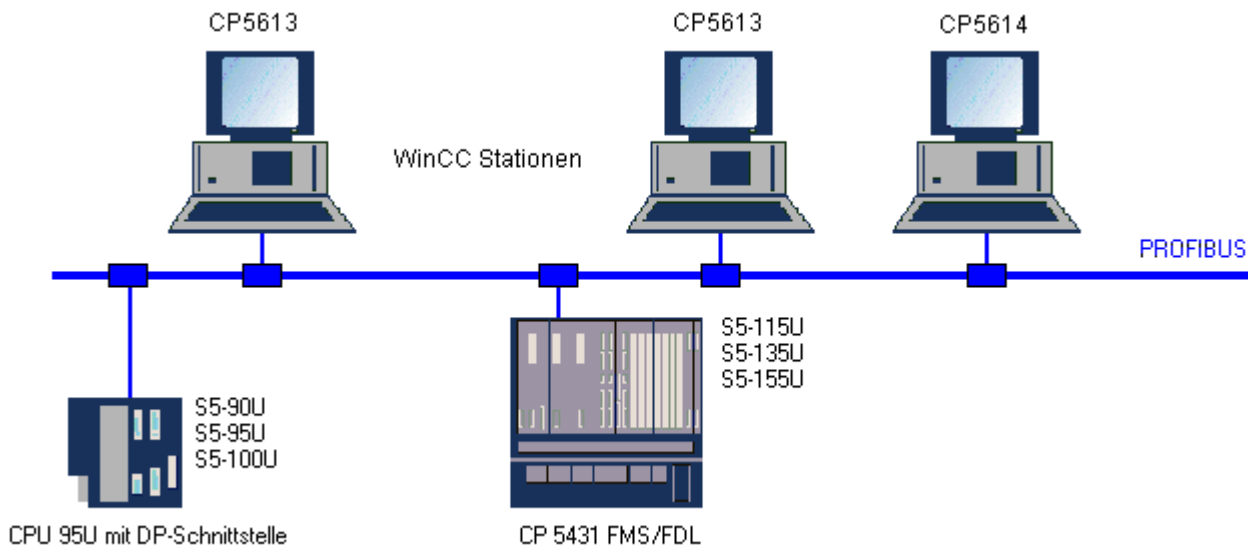 CP5613
CP5613
CP5614
WinCC Stationen
PROFIBUS
S5-115U
S5-135U
S5-155U
S5-90U
S5-95U
S5-100U
CPU 95U mit DP-Schnittstelle
CP 5431 FMS/FDL